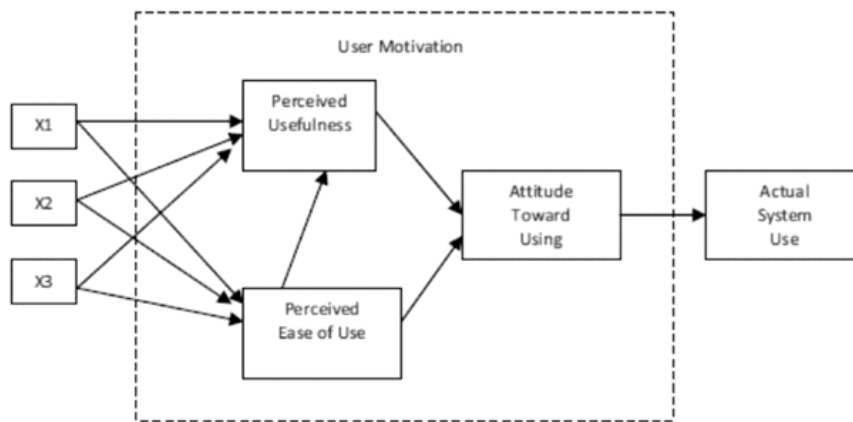 User Motivation
X1
X2
X3
Perceived
Usefulness
Perceived
Ease of Use
Attitude
Toward
Using
Actual
System
Use